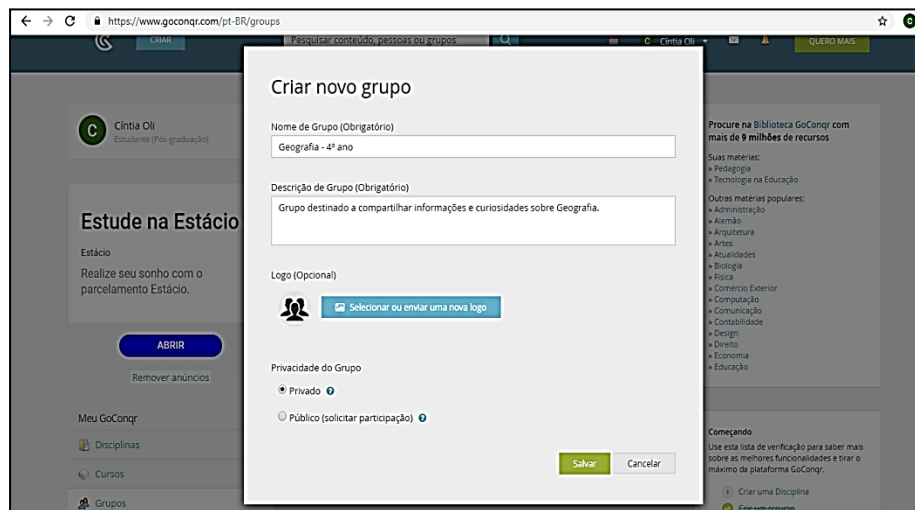 https://www.goconqr.com/pt-BR/groups
C
CRIAR
Pesquisar conteúdo, pessoas ou grupos
C Cíntia Oli
QUERO MAIS
C
Cíntia Oli
Estudante (Pós-graduação)
Estude na Estácio
Estácio
Realize seu sonho com o
parcelamento Estácio.
ABRIR
Remover anúncios
Meu GoConqr
Disciplinas
Cursos
Grupos
Criar novo grupo
Nome de Grupo (Obrigatório)
Geografia - 4º ano
Descrição de Grupo (Obrigatório)
Grupo destinado a compartilhar informações e curiosidades sobre Geografia.
Logo (Opcional)
Selecionar ou enviar uma nova logo
Privacidade do Grupo
Privado ?
Público (solicitar participação) ?
Salvar
Cancelar
Procure na Biblioteca GoConqr com
mais de 9 milhões de recursos
Suas matérias:
» Pedagogia
» Tecnologia na Educação
Outras matérias populares:
» Administração
» Alemão
» Arquitetura
» Artes
» Atualidades
» Biologia
» Física
» Comércio Exterior
» Computação
» Comunicação
» Contabilidade
» Design
» Direito
» Economia
» Educação
Começando
Use esta lista de verificação para saber mais
sobre as melhores funcionalidades e tirar o
máximo da plataforma GoConqr.
1 Criar uma Disciplina
Crie um recurso